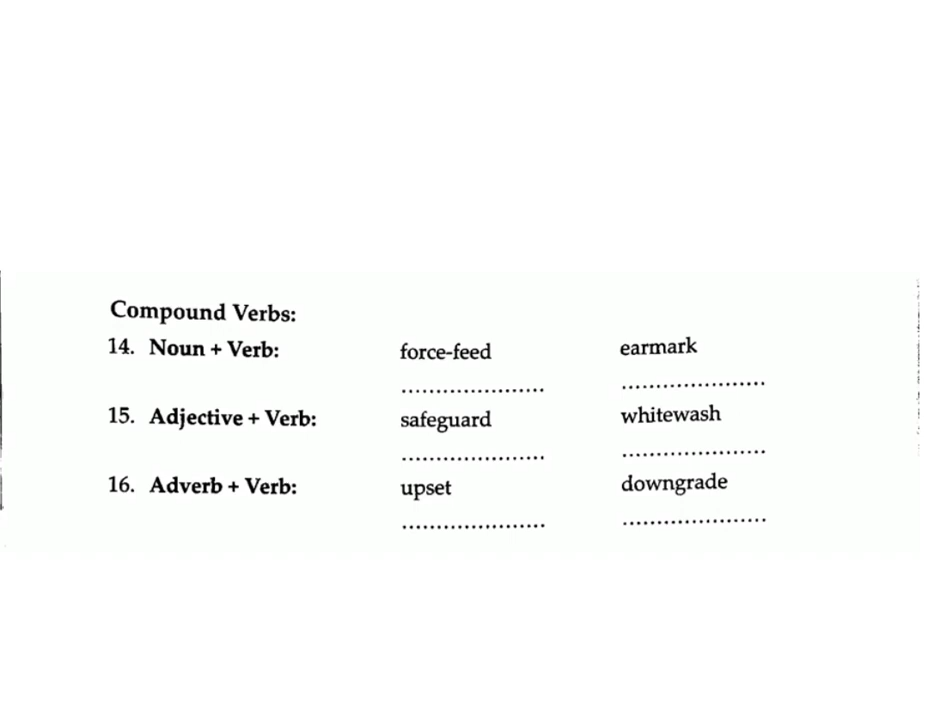 Compound Verbs:
14. Noun + Verb: force-feed earmark
..................... .....................
15. Adjective + Verb: safeguard whitewash
..................... .....................
16. Adverb + Verb: upset downgrade
..................... .....................